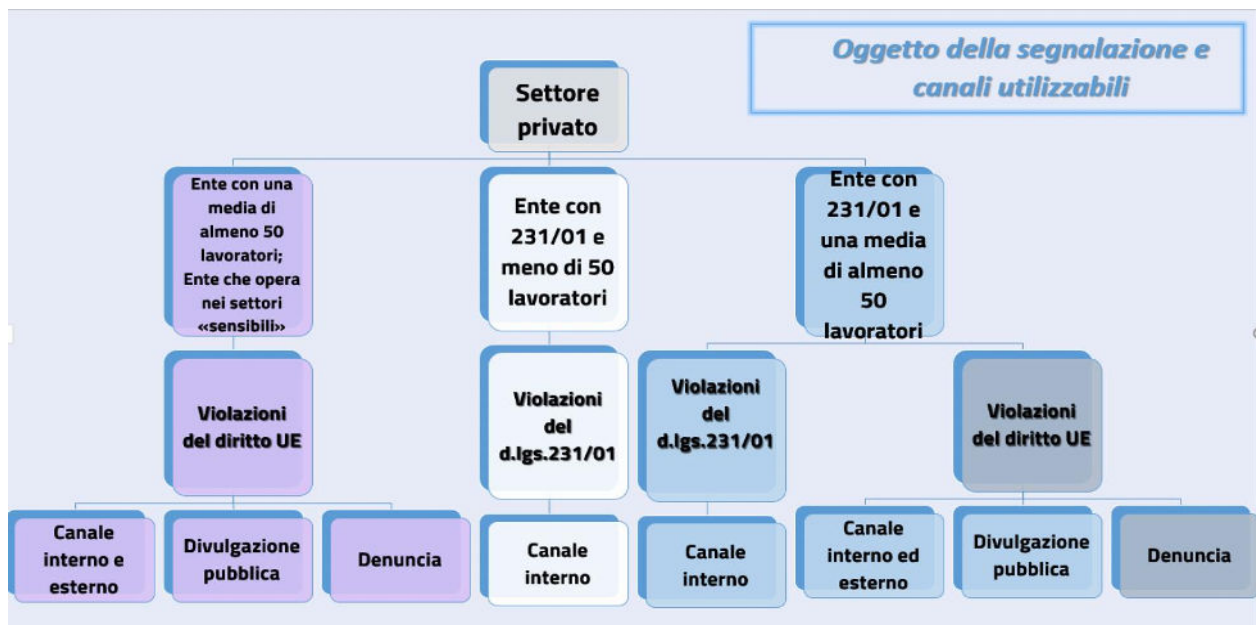 Oggetto della segnalazione e
canali utilizzabili
Settore
privato
Ente con una
media di
almeno 50
lavoratori;
Ente che opera
nei settori
«sensibili»
Ente con
231/01 e
meno di 50
lavoratori
Ente con
231/01 e
una media
di almeno
50
lavoratori
Violazioni
del diritto UE
Violazioni
del
d.lgs.231/01
Violazioni
del
d.lgs.231/01
Violazioni
del diritto UE
Canale
interno e
esterno
Divulgazione
pubblica
Denuncia
Canale
interno
Canale
interno
Canale
interno ed
esterno
Divulgazione
pubblica
Denuncia